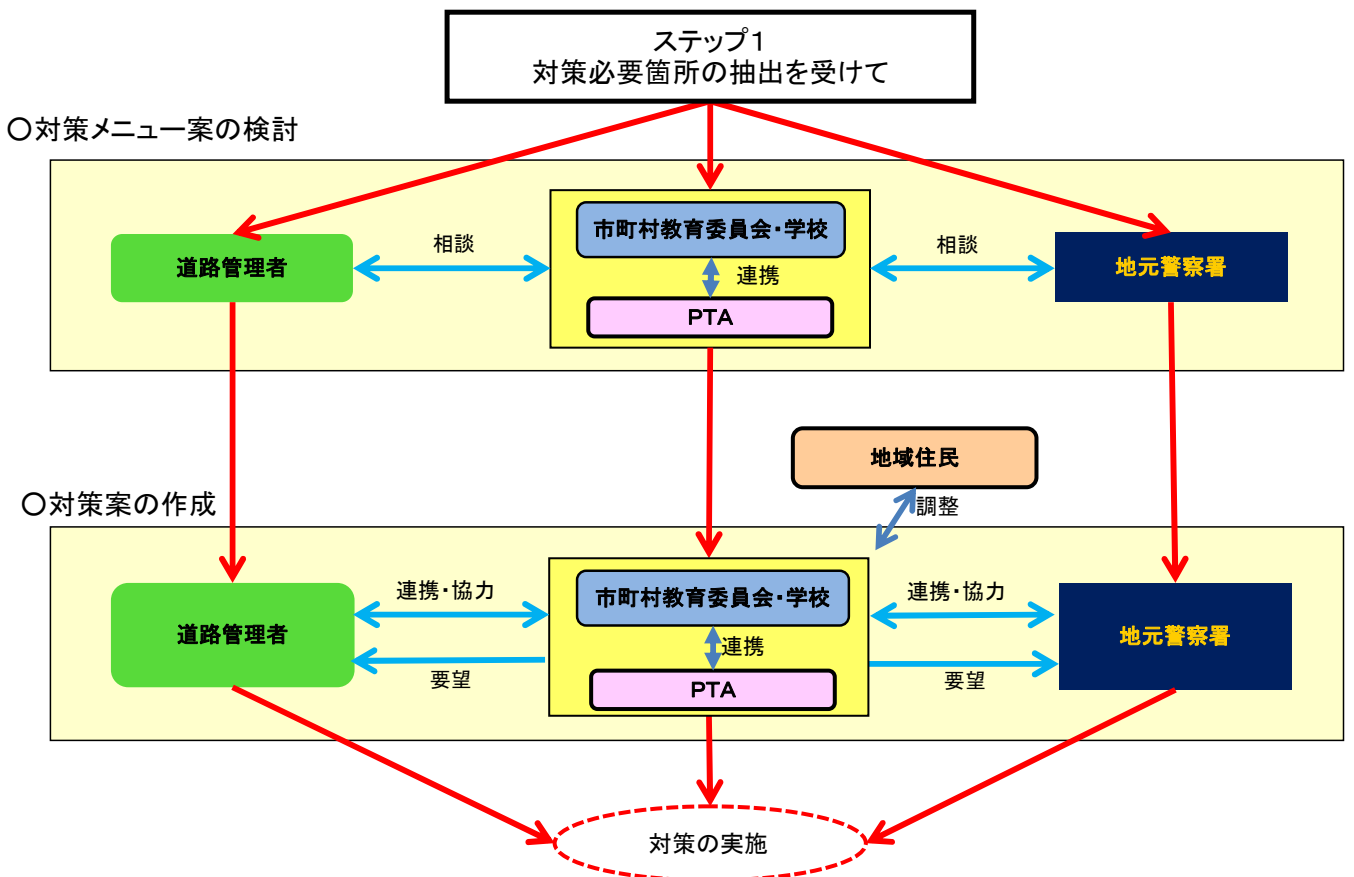 ステップ1
対策必要箇所の抽出を受けて
〇対策メニュー案の検討
道路管理者
相談
市町村教育委員会・学校
連携
PTA
相談
地元警察署
地域住民
調整
〇対策案の作成
道路管理者
連携・協力
要望
市町村教育委員会・学校
連携
PTA
連携・協力
要望
地元警察署
対策の実施